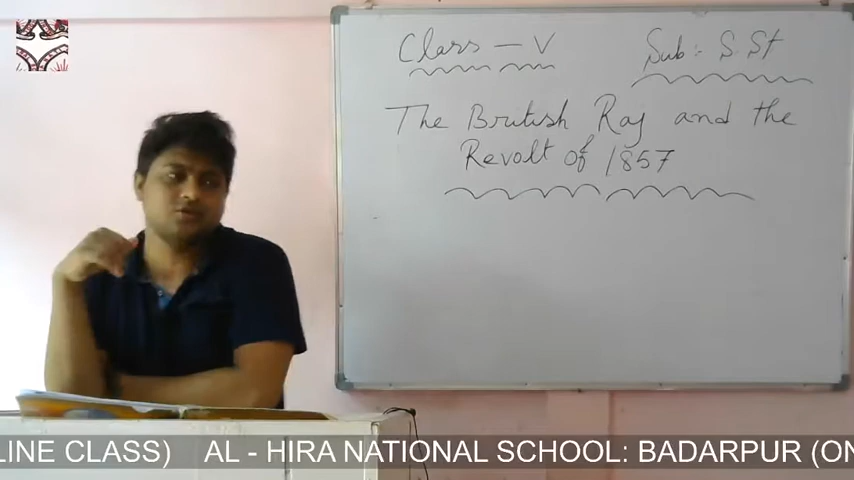 Class - V
Sub:- S.St
The British Raj and the
Revolt of 1857
LINE CLASS) AL - HIRA NATIONAL SCHOOL: BADARPUR (ON